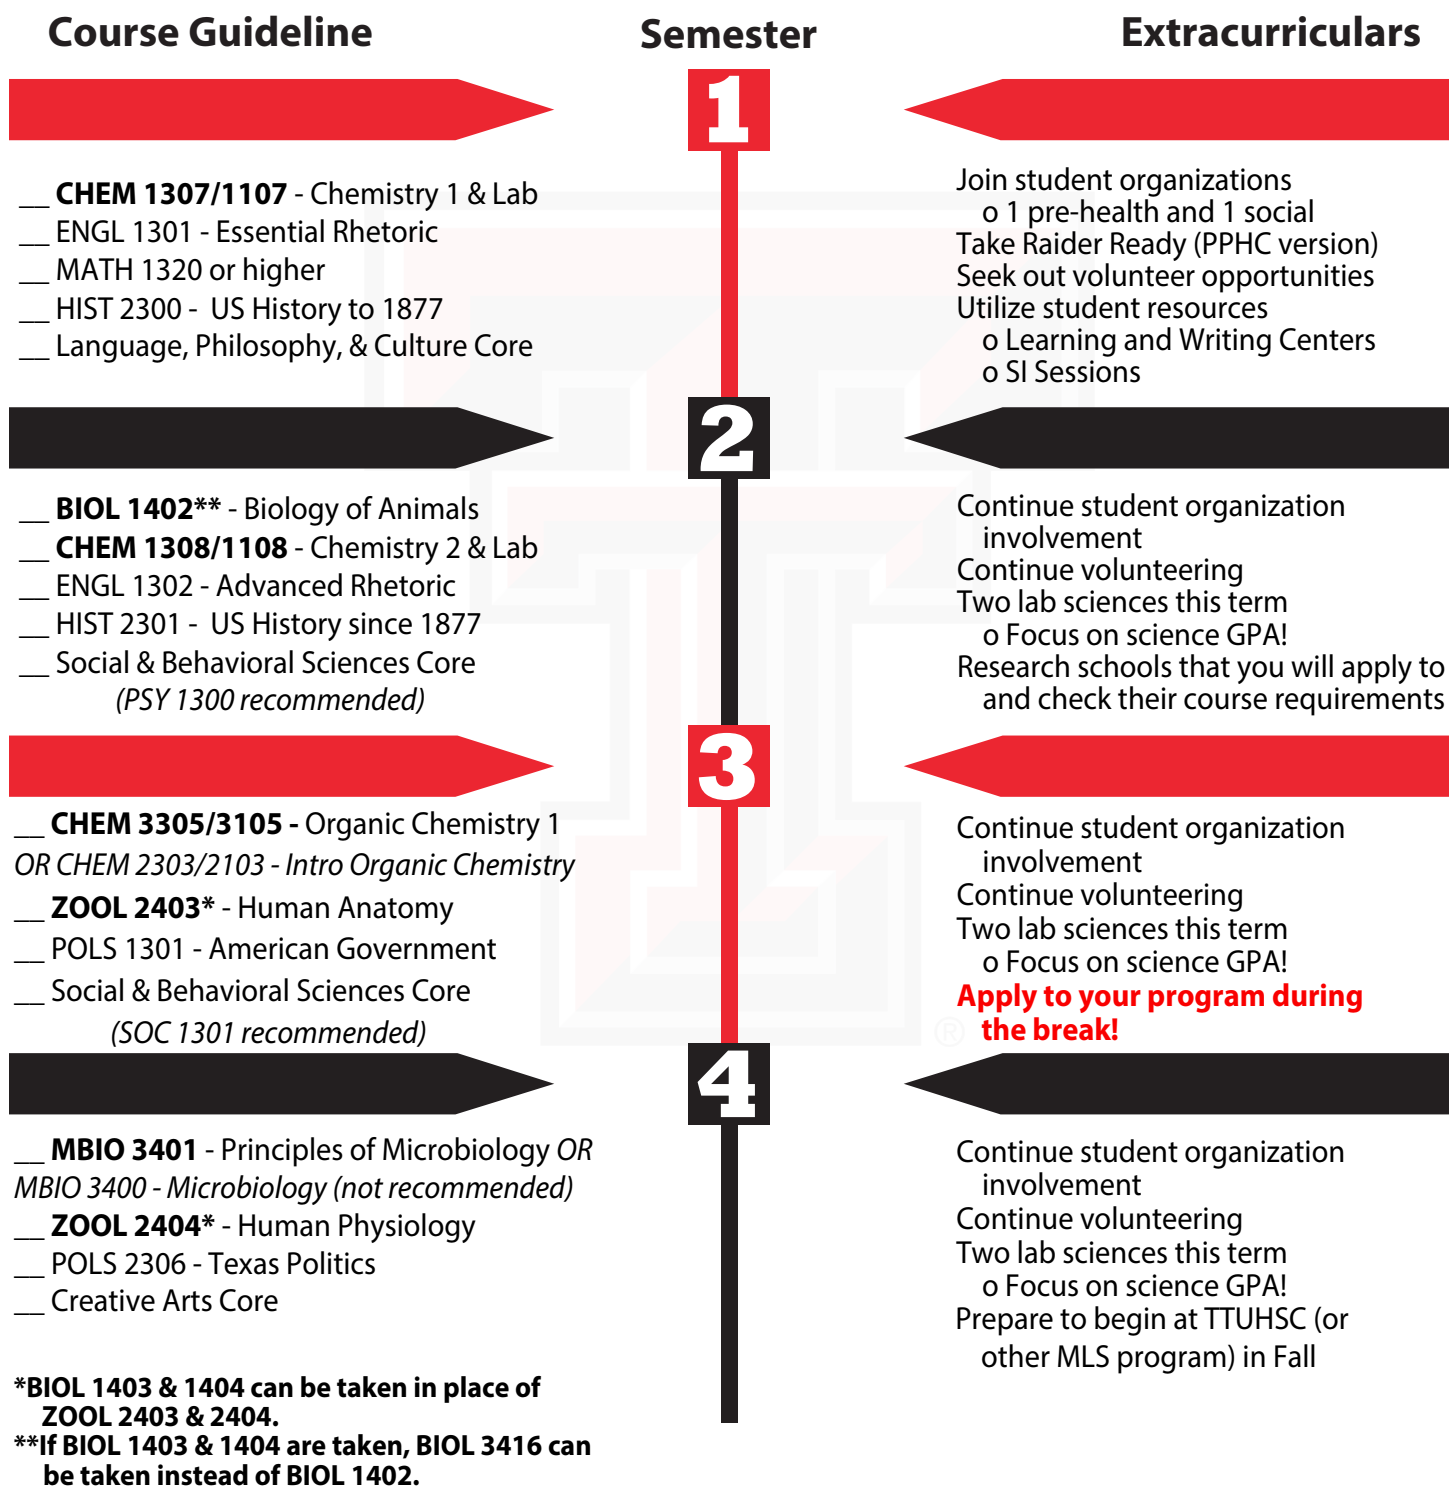 Course Guideline
Semester
Extracurriculars
1
__ CHEM 1307/1107 - Chemistry 1 & Lab
__ ENGL 1301 - Essential Rhetoric
__ MATH 1320 or higher
__ HIST 2300 -  US History to 1877
__ Language, Philosophy, & Culture Core
Join student organizations
o 1 pre-health and 1 social
Take Raider Ready (PPHC version)
Seek out volunteer opportunities
Utilize student resources
o Learning and Writing Centers
o SI Sessions
2
__ BIOL 1402** - Biology of Animals
__ CHEM 1308/1108 - Chemistry 2 & Lab
__ ENGL 1302 - Advanced Rhetoric
__ HIST 2301 -  US History since 1877
__ Social & Behavioral Sciences Core
(PSY 1300 recommended)
Continue student organization
involvement
Continue volunteering
Two lab sciences this term
o Focus on science GPA!
Research schools that you will apply to
and check their course requirements
3
__ CHEM 3305/3105 - Organic Chemistry 1
OR CHEM 2303/2103 - Intro Organic Chemistry
__ ZOOL 2403* - Human Anatomy
__ POLS 1301 - American Government
__ Social & Behavioral Sciences Core
(SOC 1301 recommended)
Continue student organization
involvement
Continue volunteering
Two lab sciences this term
o Focus on science GPA!
Apply to your program during
the break!
®
4
__ MBIO 3401 - Principles of Microbiology OR
MBIO 3400 - Microbiology (not recommended)
__ ZOOL 2404* - Human Physiology
__ POLS 2306 - Texas Politics
__ Creative Arts Core
Continue student organization
involvement
Continue volunteering
Two lab sciences this term
o Focus on science GPA!
Prepare to begin at TTUHSC (or
other MLS program) in Fall
*BIOL 1403 & 1404 can be taken in place of
ZOOL 2403 & 2404.
**If BIOL 1403 & 1404 are taken, BIOL 3416 can
be taken instead of BIOL 1402.